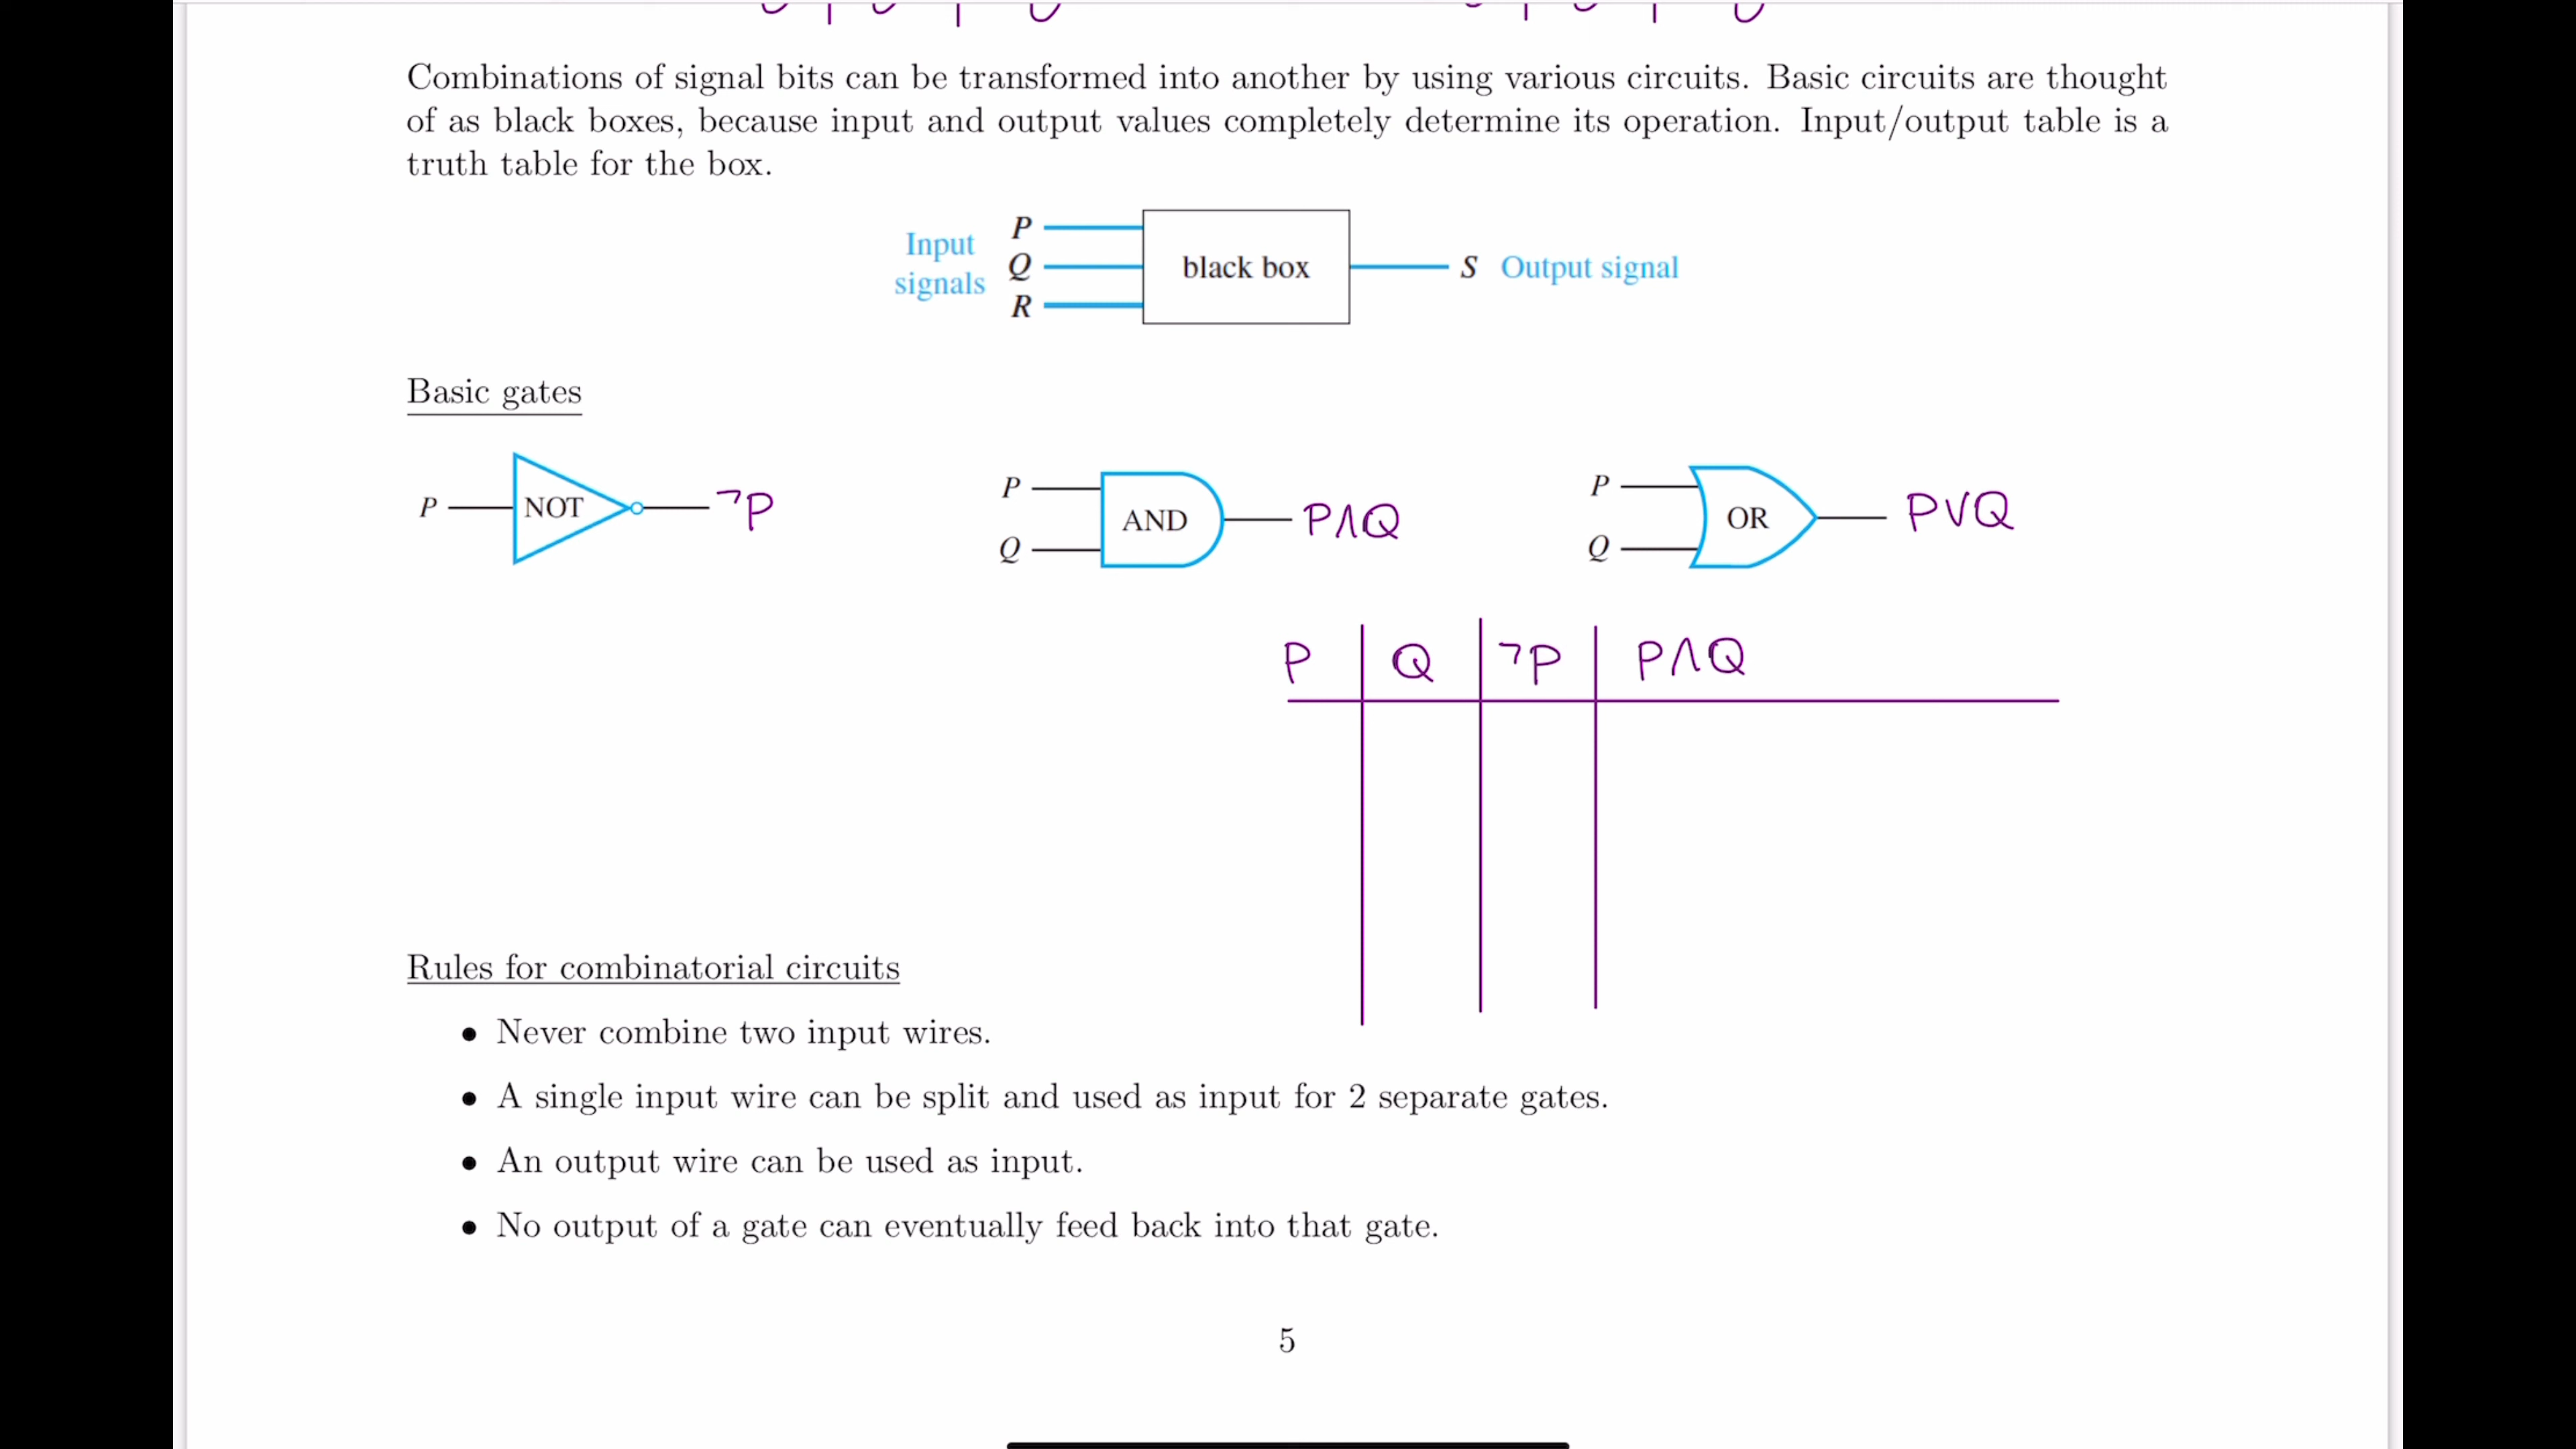 Combinations of signal bits can be transformed into another by using various circuits. Basic circuits are thought
of as black boxes, because input and output values completely determine its operation. Input/output table is a
truth table for the box.
Input signals
P
Q
R
black box
S Output signal
Basic gates
P NOT ¬P
P
Q
AND
P∧Q
P
Q
OR
P∨Q
P Q ¬P P∧Q
Rules for combinatorial circuits
• Never combine two input wires.
• A single input wire can be split and used as input for 2 separate gates.
• An output wire can be used as input.
• No output of a gate can eventually feed back into that gate.
5